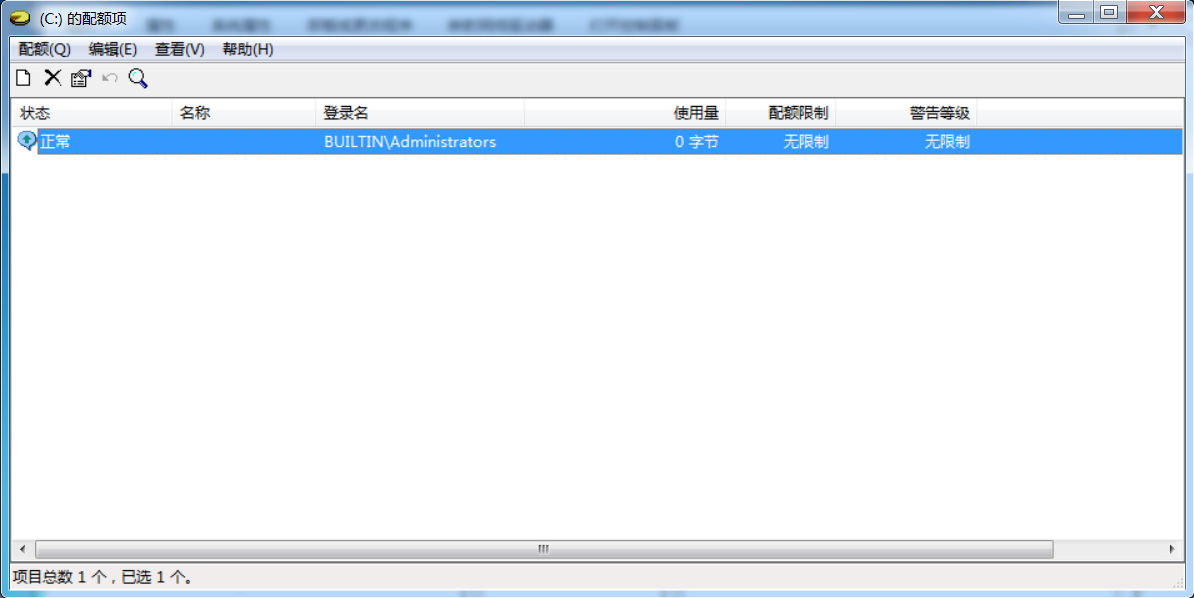 (C:) 的配额项
配额(Q) 编辑(E) 查看(V) 帮助(H)
状态 名称 登录名 使用量 配额限制 警告等级
正常 BUILTIN\Administrators 0 字节 无限制 无限制
项目总数 1 个，已选 1 个。